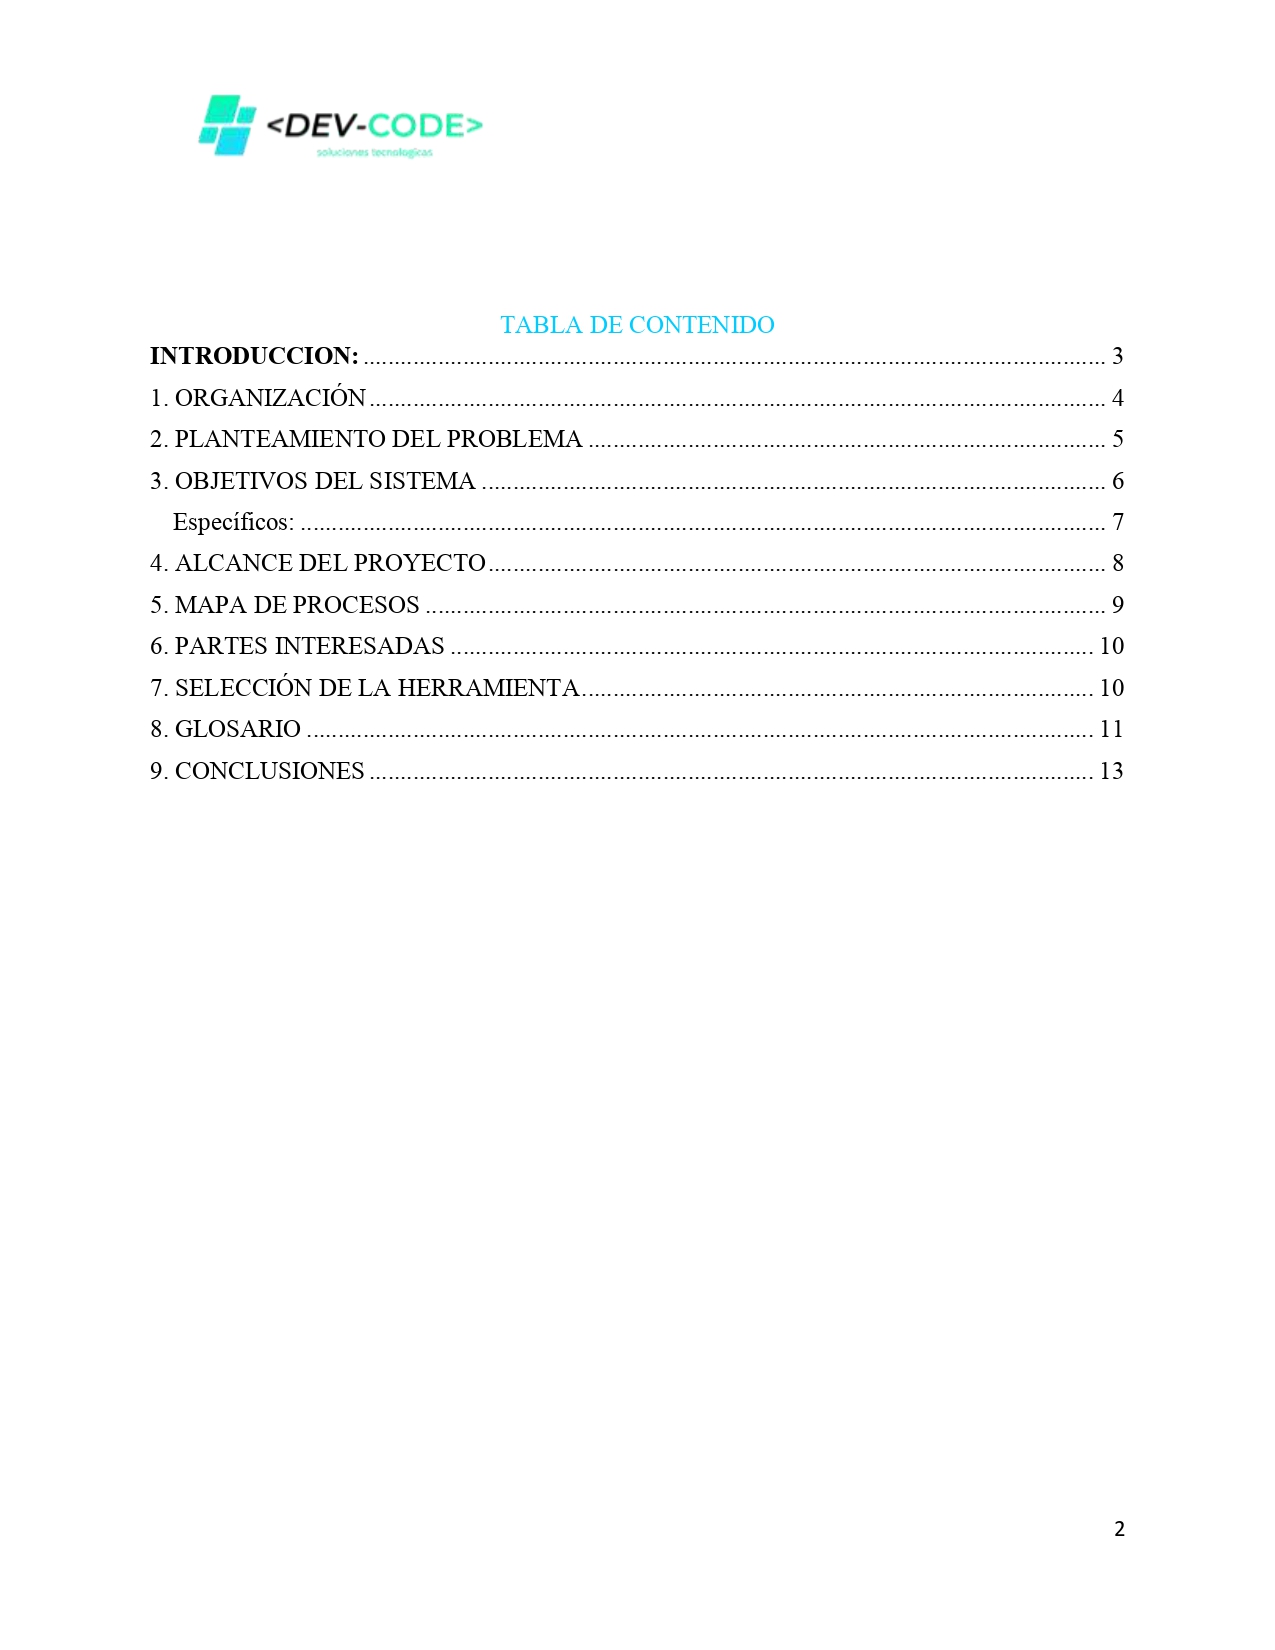 <DEV-CODE>
soluciones tecnologicas
TABLA DE CONTENIDO
INTRODUCCION: ........................................................................ 3
1. ORGANIZACIÓN ........................................................................ 4
2. PLANTEAMIENTO DEL PROBLEMA ........................................................................ 5
3. OBJETIVOS DEL SISTEMA ........................................................................ 6
Específicos: ........................................................................ 7
4. ALCANCE DEL PROYECTO ........................................................................ 8
5. MAPA DE PROCESOS ........................................................................ 9
6. PARTES INTERESADAS ........................................................................ 10
7. SELECCIÓN DE LA HERRAMIENTA ........................................................................ 10
8. GLOSARIO ........................................................................ 11
9. CONCLUSIONES ........................................................................ 13
2